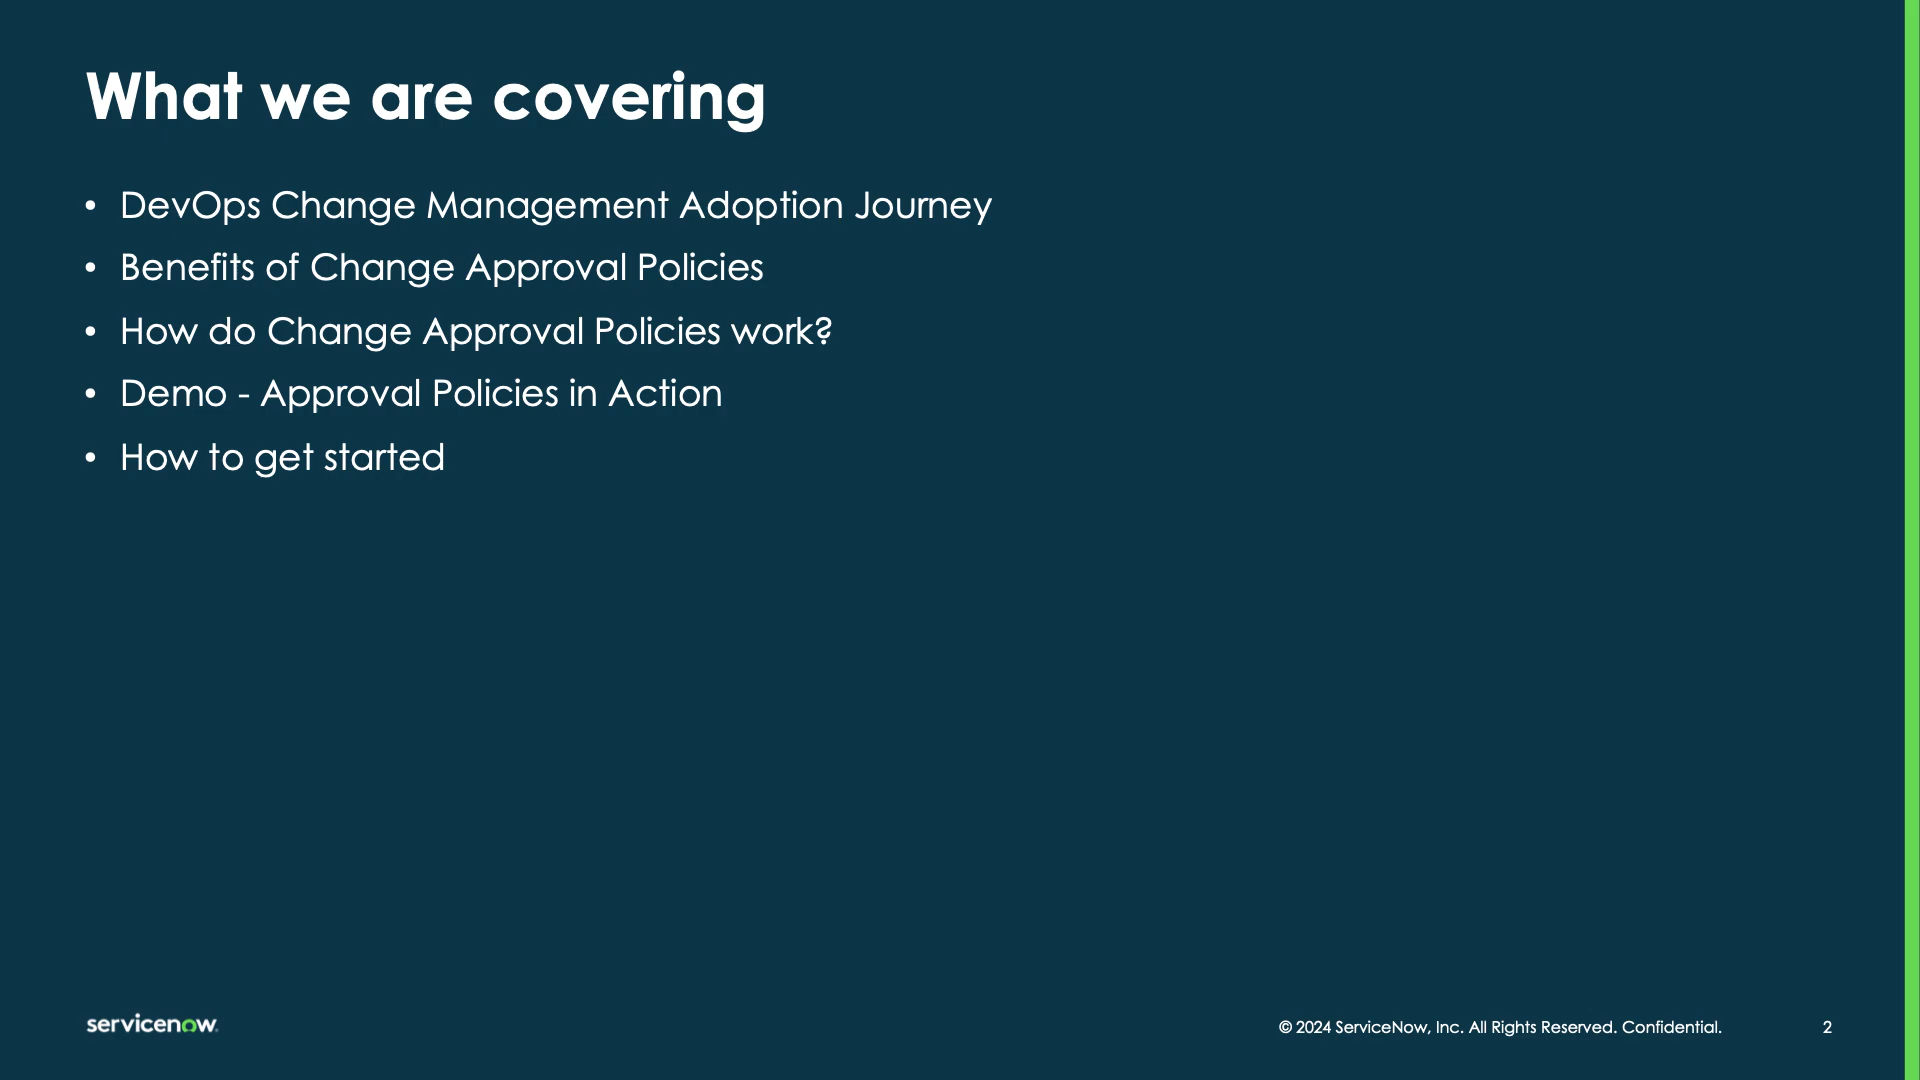 What we are covering
• DevOps Change Management Adoption Journey
• Benefits of Change Approval Policies
• How do Change Approval Policies work?
• Demo - Approval Policies in Action
• How to get started
servicenow
© 2024 ServiceNow, Inc. All Rights Reserved. Confidential.
2